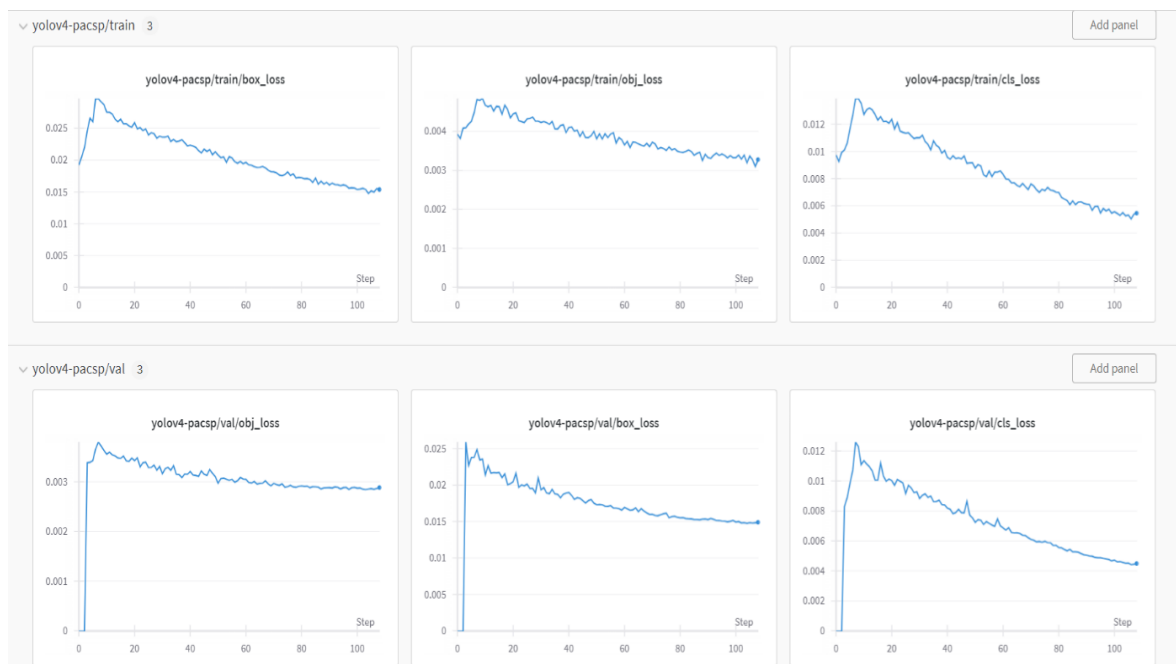 yolov4-pacsp/train 3
Add panel
yolov4-pacsp/train/box_loss
0.025
0.02
0.015
0.01
0.005
0
Step
0 20 40 60 80 100
yolov4-pacsp/train/obj_loss
0.004
0.003
0.002
0.001
0
Step
0 20 40 60 80 100
yolov4-pacsp/train/cls_loss
0.012
0.01
0.008
0.006
0.004
0.002
0
Step
0 20 40 60 80 100
yolov4-pacsp/val 3
Add panel
yolov4-pacsp/val/obj_loss
0.003
0.002
0.001
0
Step
0 20 40 60 80 100
yolov4-pacsp/val/box_loss
0.025
0.02
0.015
0.01
0.005
0
Step
0 20 40 60 80 100
yolov4-pacsp/val/cls_loss
0.012
0.01
0.008
0.006
0.004
0.002
0
Step
0 20 40 60 80 100